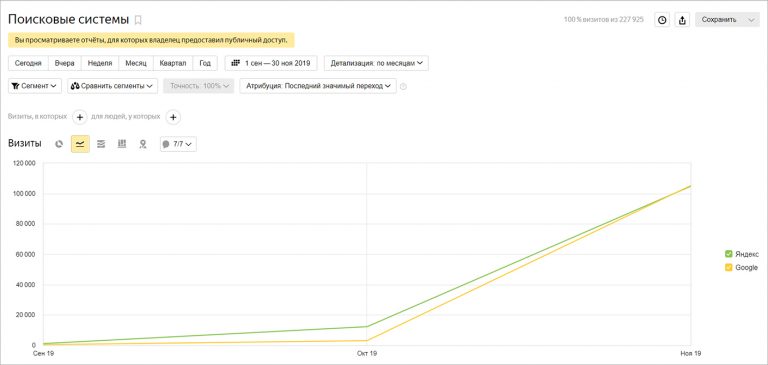 Поисковые системы
100 % визитов из 227 925
Сохранить
Вы просматриваете отчёты, для которых владелец предоставил публичный доступ.
Сегодня Вчера Неделя Месяц Квартал Год 1 сен — 30 ноя 2019 Детализация: по месяцам
Сегмент Сравнить сегменты Точность: 100% Атрибуция: Последний значимый переход ?
Визиты, в которых + для людей, у которых +
Визиты 7/7
120 000
100 000
80 000
60 000
40 000
20 000
0
Сен 19 Окт 19 Ноя 19
Яндекс
Google